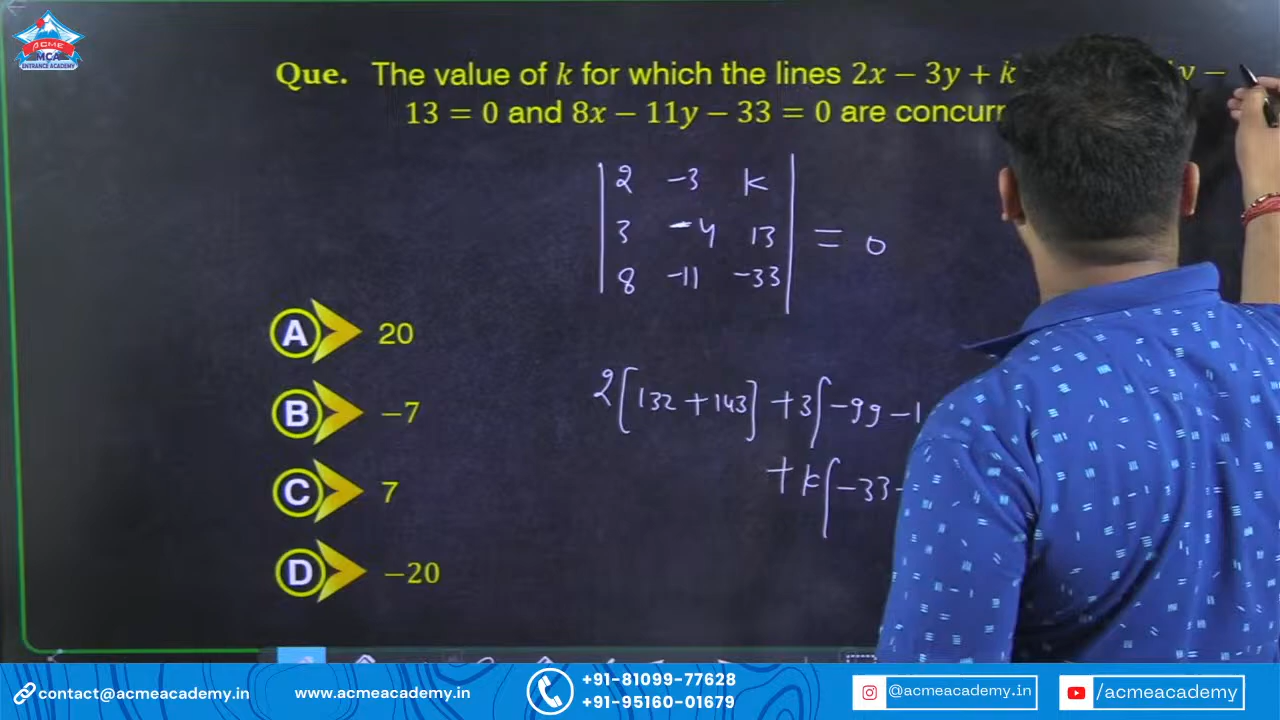 ACME
MCA
ENTRANCE ACADEMY
Que. The value of k for which the lines 2x − 3y + k y −
13 = 0 and 8x − 11y − 33 = 0 are
2 -3 k
3 -4 13 = 0
8 -11 -33
A 20
B −7
C 7
D −20
2[132 + 143] + 3[-99 - 1
+ k[-33 -
contact@acmeacademy.in
www.acmeacademy.in
+91-81099-77628
+91-95160-01679
@acmeacademy.in
/acmeacademy